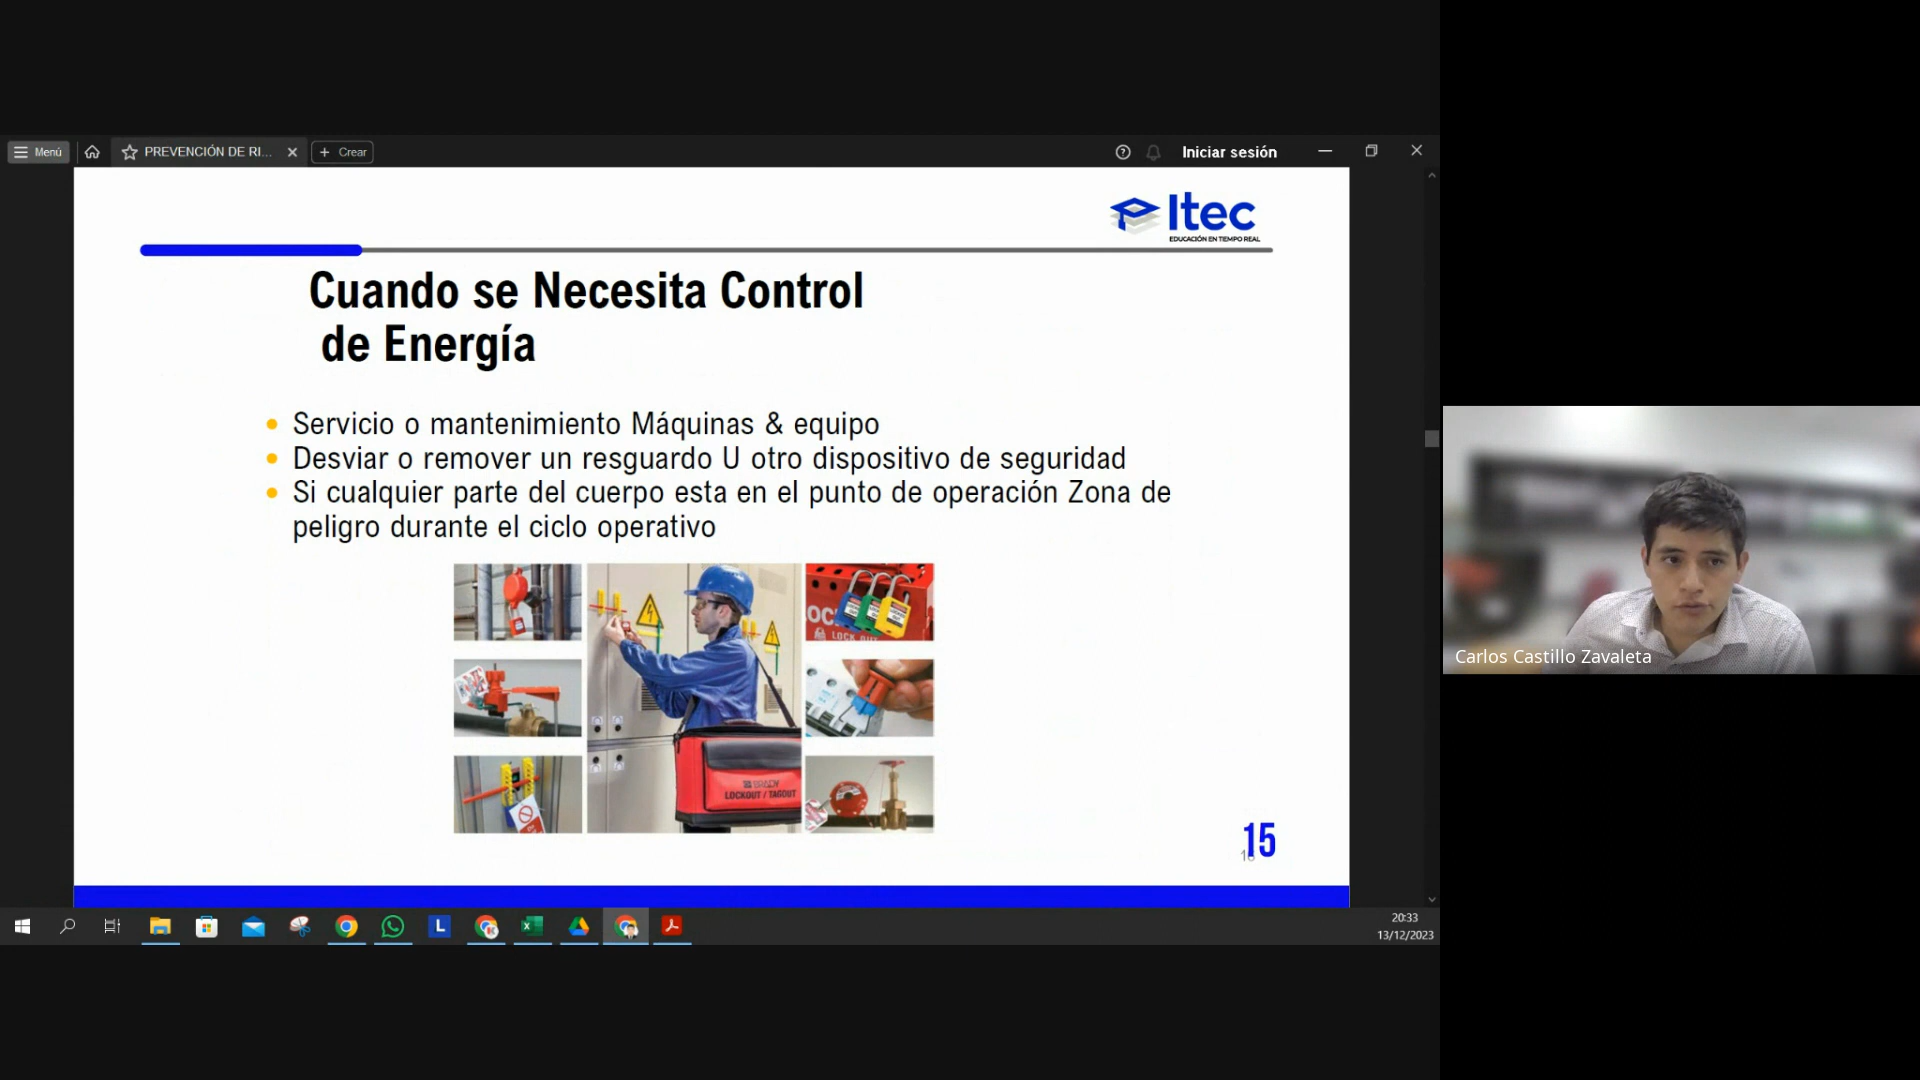 Menú
PREVENCIÓN DE RI...
Crear
Iniciar sesión
Itec
EDUCACIÓN EN TIEMPO REAL
Cuando se Necesita Control
de Energía
Servicio o mantenimiento Máquinas & equipo
Desviar o remover un resguardo U otro dispositivo de seguridad
Si cualquier parte del cuerpo esta en el punto de operación Zona de
peligro durante el ciclo operativo
LOCK OUT
BRADY
LOCKOUT / TAGOUT
15
Carlos Castillo Zavaleta
20:33
13/12/2023